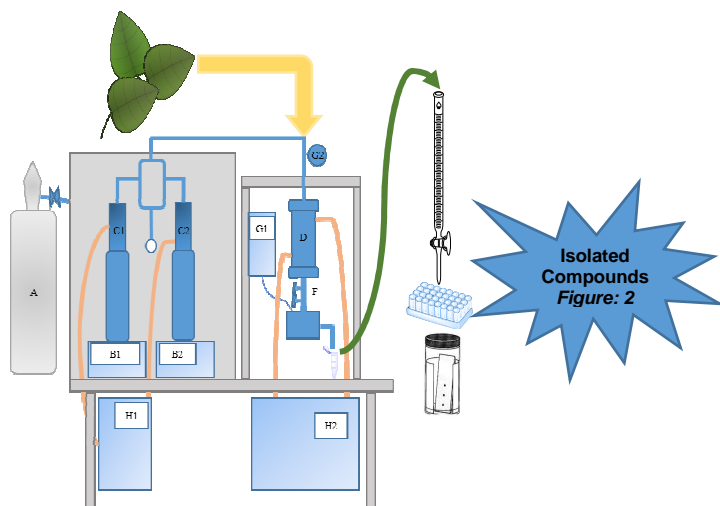 G2
C1
C2
G1
D
A
F
B1
B2
H1
H2
Isolated
Compounds
Figure: 2